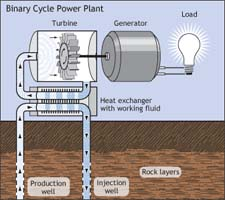 Binary Cycle Power Plant
Turbine
Generator
Load
Heat exchanger
with working fluid
Rock layers
Production
well
Injection
well